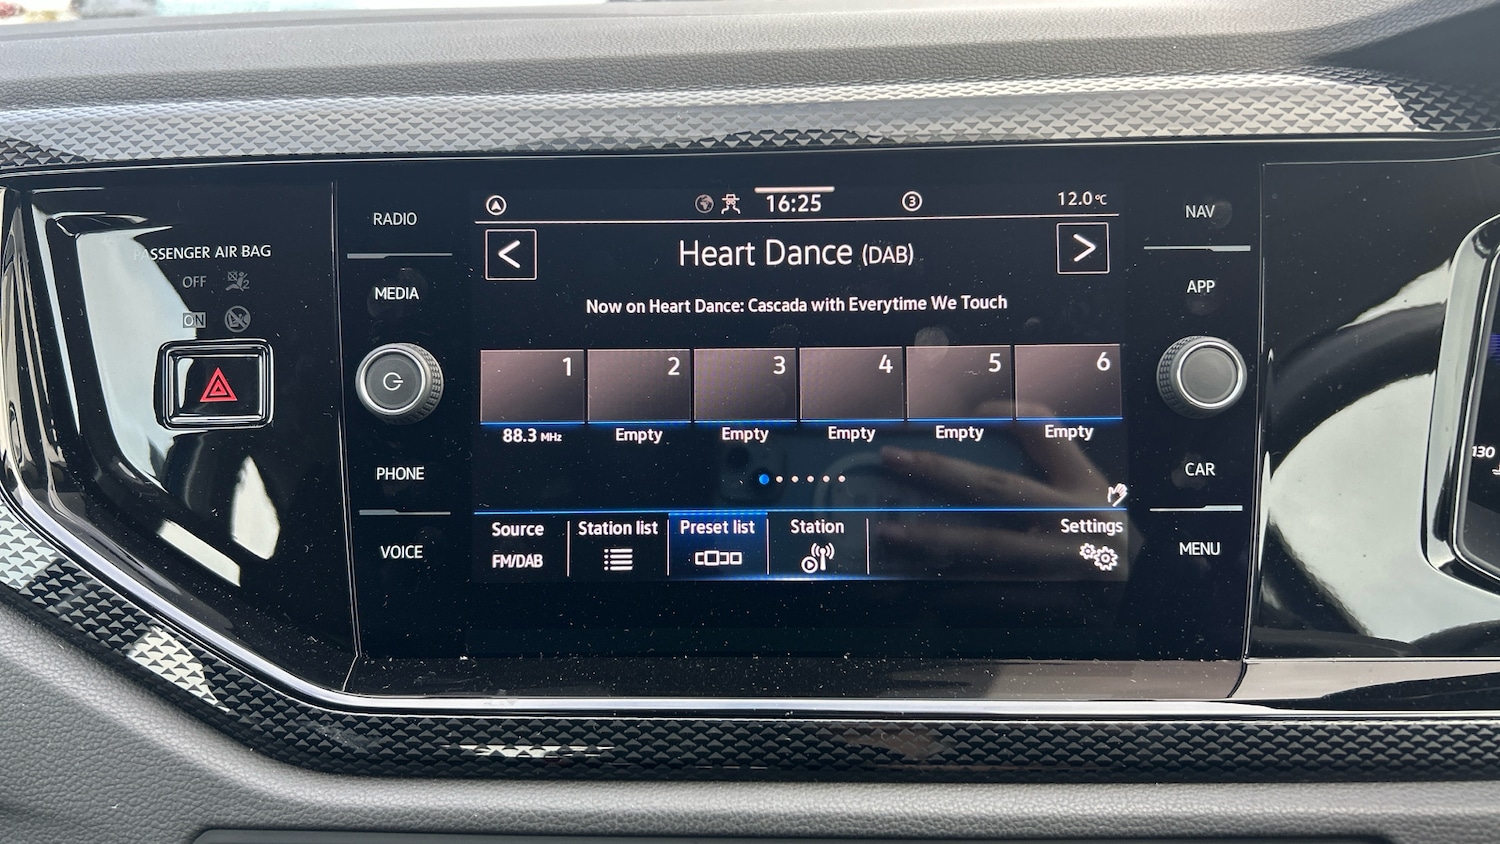 PASSENGER AIR BAG
OFF
2
ON
RADIO
MEDIA
PHONE
VOICE
16:25
3
12.0°C
<
Heart Dance (DAB)
>
Now on Heart Dance: Cascada with Everytime We Touch
1 2 3 4 5 6
88.3 MHz Empty Empty Empty Empty Empty
Source Station list Preset list Station Settings
FM/DAB
NAV
APP
CAR
MENU
130